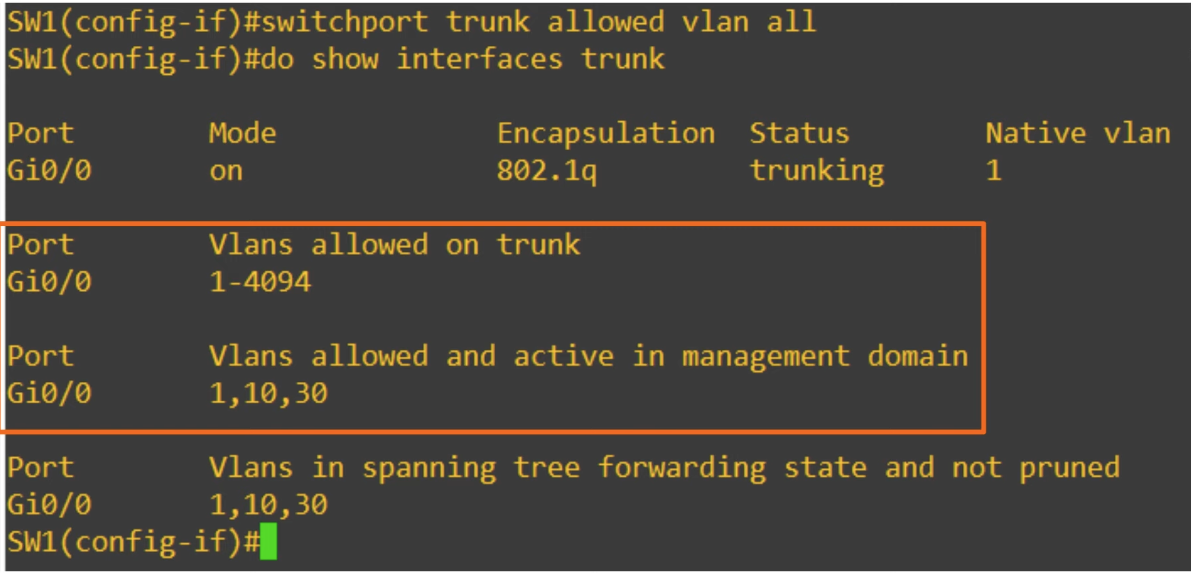 SW1(config-if)#switchport trunk allowed vlan all
SW1(config-if)#do show interfaces trunk
Port Mode Encapsulation Status Native vlan
Gi0/0 on 802.1q trunking 1
Port Vlans allowed on trunk
Gi0/0 1-4094
Port Vlans allowed and active in management domain
Gi0/0 1,10,30
Port Vlans in spanning tree forwarding state and not pruned
Gi0/0 1,10,30
SW1(config-if)#